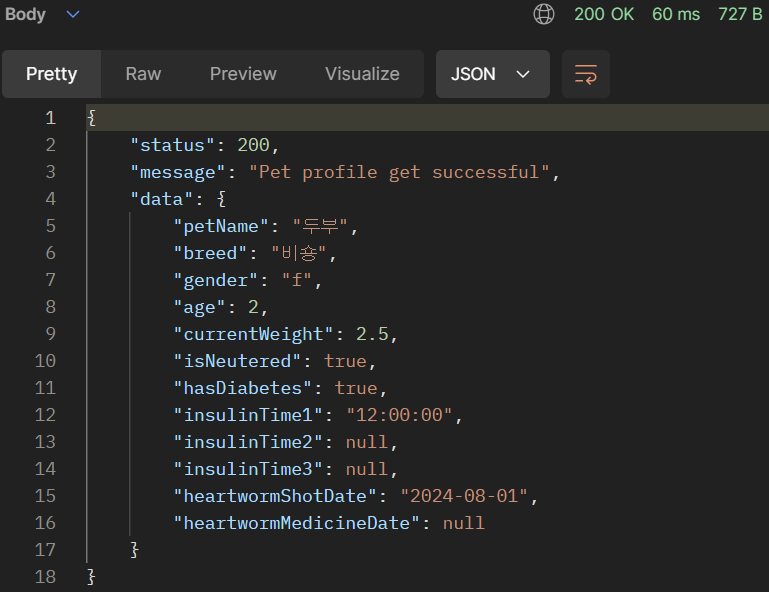 Body 200 OK 60 ms 727 B
Pretty Raw Preview Visualize JSON
1 {
2 "status": 200,
3 "message": "Pet profile get successful",
4 "data": {
5 "petName": "두부",
6 "breed": "비숑",
7 "gender": "f",
8 "age": 2,
9 "currentWeight": 2.5,
10 "isNeutered": true,
11 "hasDiabetes": true,
12 "insulinTime1": "12:00:00",
13 "insulinTime2": null,
14 "insulinTime3": null,
15 "heartwormShotDate": "2024-08-01",
16 "heartwormMedicineDate": null
17 }
18 }